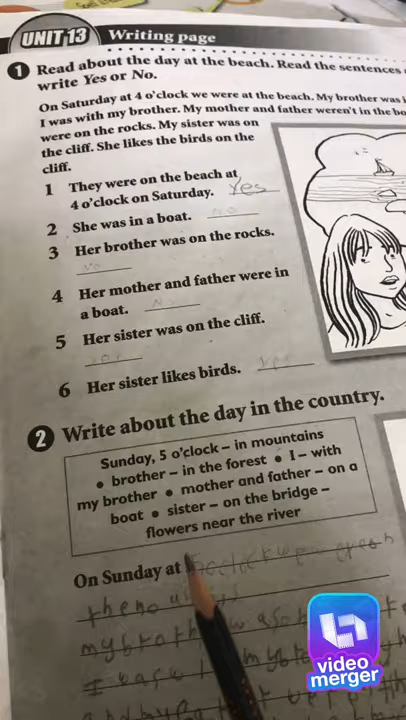 UNIT 13 Writing page
1 Read about the day at the beach. Read the sentences
write Yes or No.
On Saturday at 4 o'clock we were at the beach. My brother was
I was with my brother. My mother and father weren't in the bo
were on the rocks. My sister was on
the cliff. She likes the birds on the
cliff.
1 They were on the beach at
4 o'clock on Saturday. Yes
2 She was in a boat. No
3 Her brother was on the rocks.
No
4 Her mother and father were in
a boat. No
5 Her sister was on the cliff.
6 Her sister likes birds. Yes
2 Write about the day in the country.
Sunday, 5 o'clock – in mountains
• brother – in the forest • I – with
my brother • mother and father – on a
boat • sister – on the bridge –
flowers near the river
On Sunday at
my
I my
video
merger